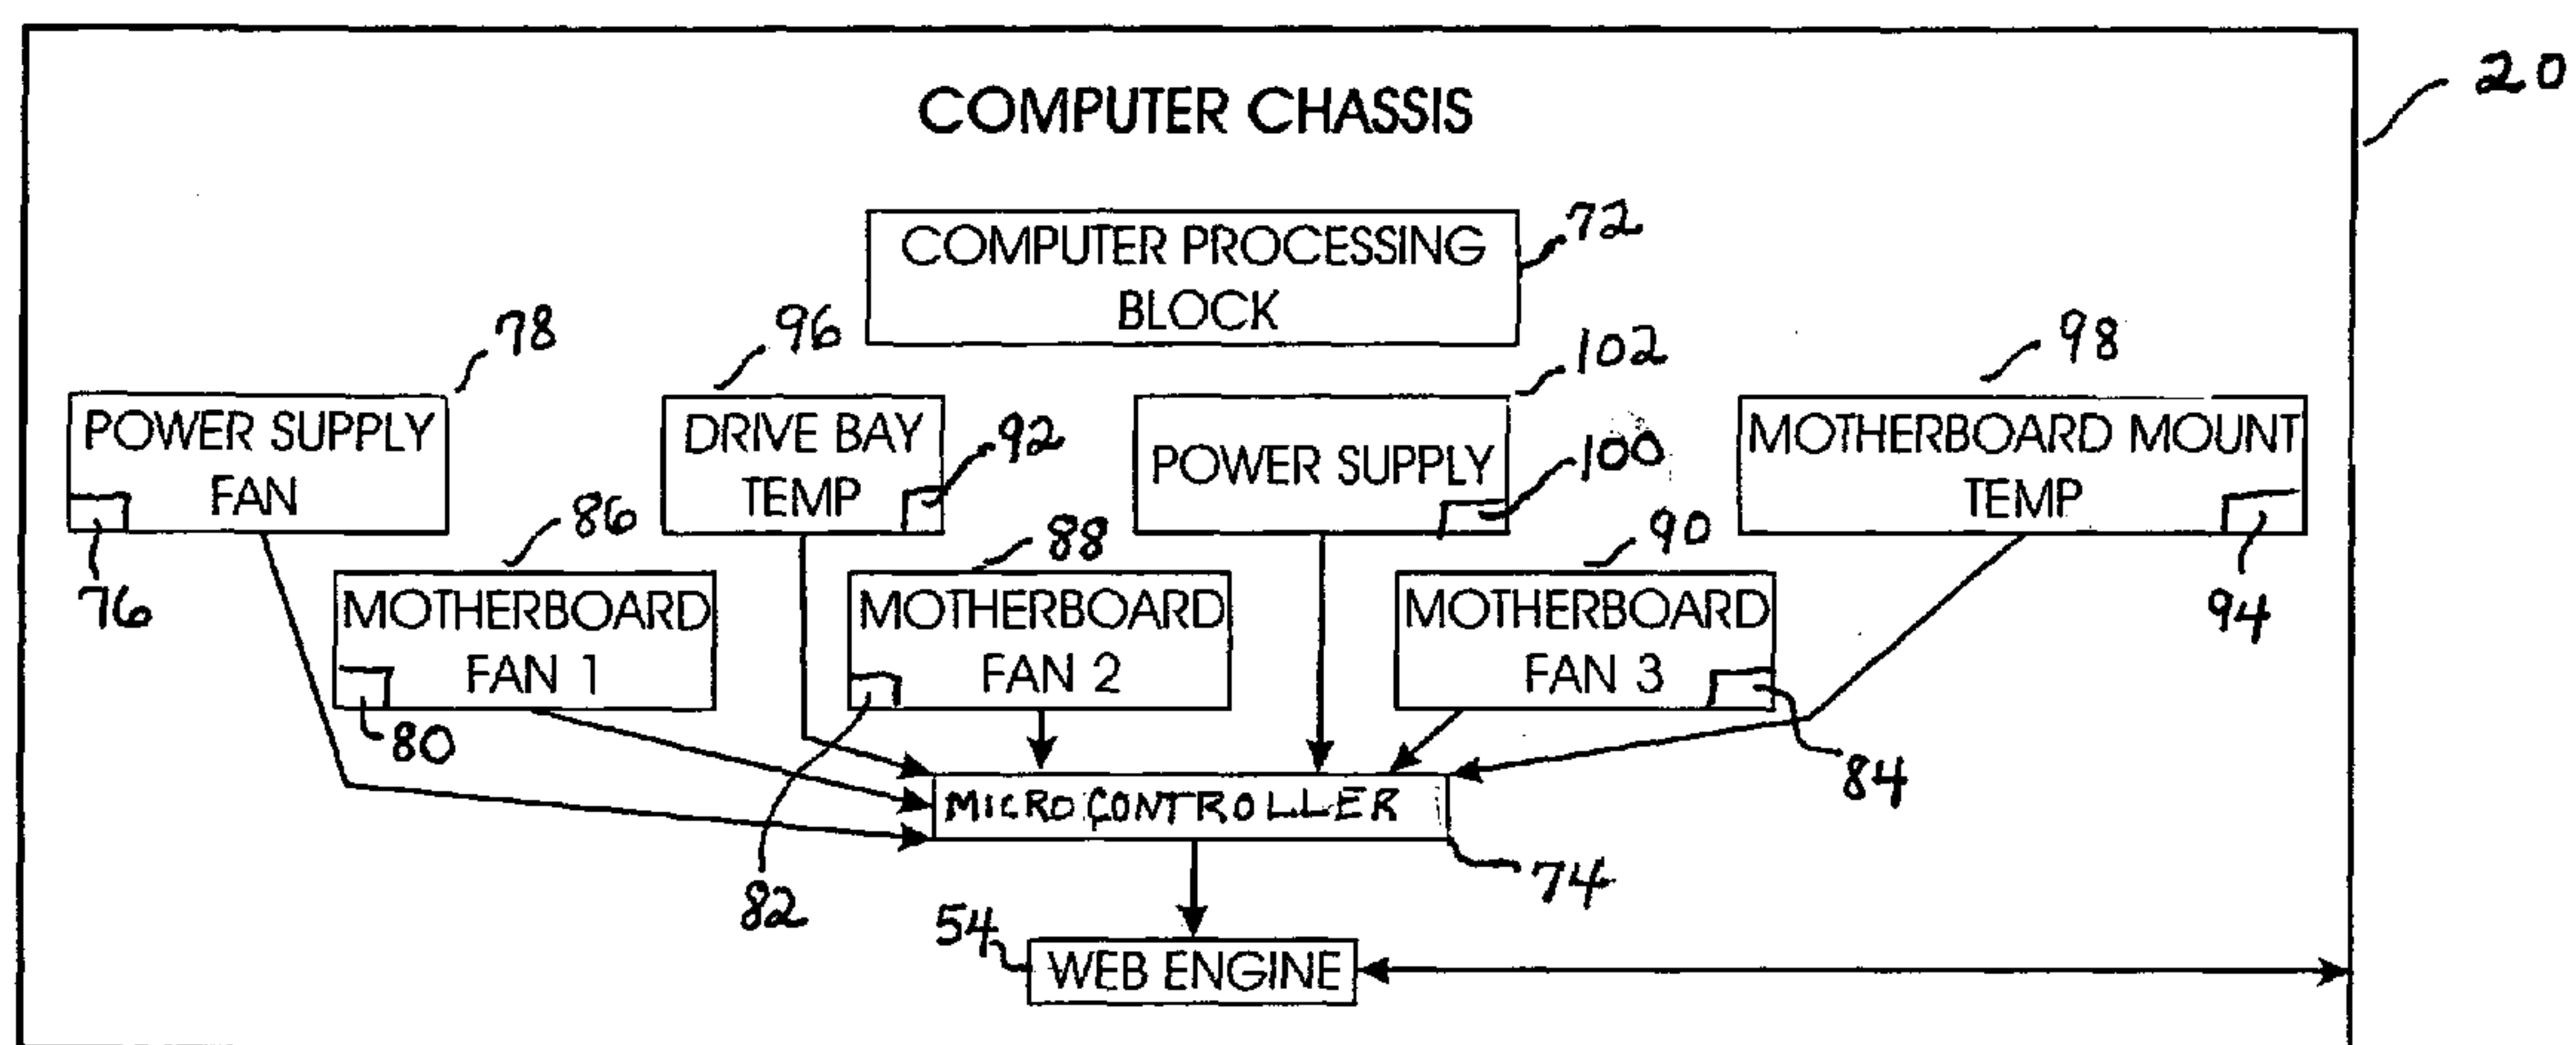 20
COMPUTER CHASSIS
COMPUTER PROCESSING
BLOCK
72
78
96
102
98
POWER SUPPLY
FAN
76
DRIVE BAY
TEMP
92
POWER SUPPLY
100
MOTHERBOARD MOUNT
TEMP
94
86
88
90
MOTHERBOARD
FAN 1
80
MOTHERBOARD
FAN 2
82
MOTHERBOARD
FAN 3
84
MICROCONTROLLER
74
54
WEB ENGINE